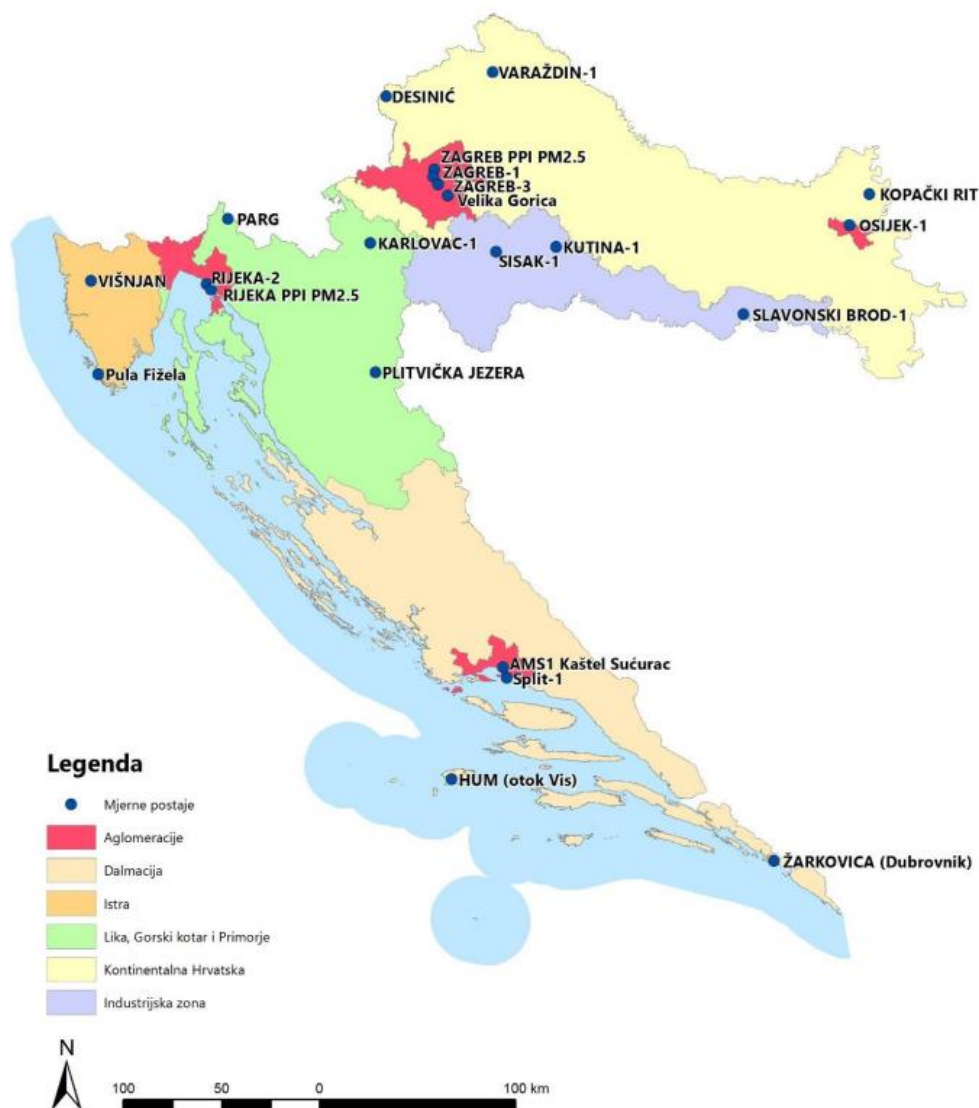 VARAŽDIN-1
DESINIĆ
ZAGREB PPI PM2.5
ZAGREB-1
ZAGREB-3
Velika Gorica
KOPAČKI RIT
PARG
OSIJEK-1
KARLOVAC-1
KUTINA-1
SISAK-1
VIŠNJAN
RIJEKA-2
RIJEKA PPI PM2.5
SLAVONSKI BROD-1
Pula Fižela
PLITVIČKA JEZERA
AMS1 Kaštel Sućurac
Split-1
HUM (otok Vis)
ŽARKOVICA (Dubrovnik)
Legenda
Mjerne postaje
Aglomeracije
Dalmacija
Istra
Lika, Gorski kotar i Primorje
Kontinentalna Hrvatska
Industrijska zona
N
100 50 0 100 km